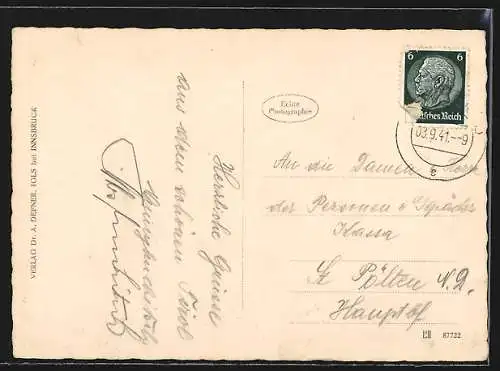 VERLAG Dr. A. DEFNER, IGLS bei INNSBRUCK
Herzliche Grüsse
aus dem schönen Tirol
Echte
Photographie
6 6
Deutsches Reich
03.9.41.-9
a
An die Damen u. Herrn
der Personen u. Gepäcks
Kassa
St. Pölten N.D.
Hauptbf
87722